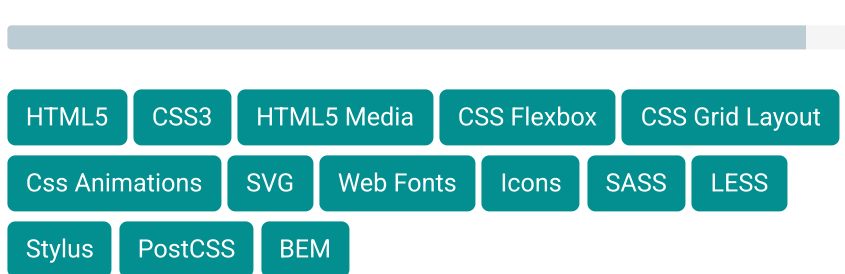 HTML5 CSS3 HTML5 Media CSS Flexbox CSS Grid Layout
Css Animations SVG Web Fonts Icons SASS LESS
Stylus PostCSS BEM